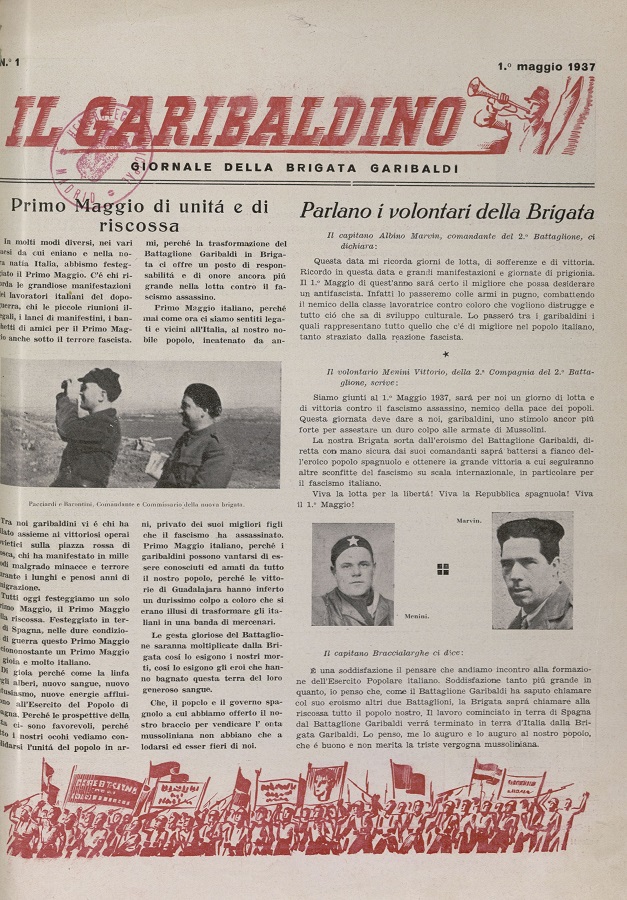 N.º 1
1.º maggio 1937
IL GARIBALDINO
GIORNALE DELLA BRIGATA GARIBALDI
MADRID
Primo Maggio di unitá e di
riscossa
In molti modi diversi, nei vari
da cui eniano e nella no-
natia Italia, abbismo festeg-
il Primo Maggio. C'é chi ri-
le grandiose manifestazioni
lavoratori italiani del dopo-
chi le piccole riunioni il-
i lanci di manifestini, i ban-
di amici per il Primo Mag-
anche sotto il terrore fascista.
mi, perché la trasformazione del
Battaglione Garibaldi in Briga-
ta ci offre un posto di respon-
sabilitá e di onore ancora piú
grande nella lotta contro il fa-
scismo assassino.
Primo Maggio italiano, perché
mai come ora ci siamo sentiti lega-
ti e vicini all'Italia, al nostro no-
bile popolo, incatenato da an-
Pacciardi e Barontini, Comandante e Commissario della nuova brigata.
Tra noi garibaldini vi é chi ha
assieme ai vittoriosi operai
sulla piazza rossa di
chi ha manifestato in mille
malgrado minacce e terrore
i lunghi e penosi anni di
Tutti oggi festeggiamo un solo
Maggio, il Primo Maggio
riscossa. Festeggiato in ter-
di Spagna, nelle dure condizio-
di guerra questo Primo Maggio
un Primo Maggio
gioia e molto italiano.
Di gioia perché come la linfa
alberi, nuovo sangue, nuovo
nuove energie afflui-
all'Esercito del Popolo di
Perché le prospettive della
ci sono favorevoli, perché
i nostri occhi vediamo con-
l'unitá del popolo in ar-
ni, privato dei suoi migliori figli
che il fascismo ha assassinato.
Primo Maggio italiano, perché i
garibaldini possono vantarsi di es-
sere conosciuti ed amati da tutto
il nostro popolo, perché le vitto-
rie di Guadalajara hanno inferto
un durissimo colpo a coloro che si
erano illusi di trasformare gli ita-
liani in una banda di mercenari.
Le gesta gloriose del Battaglio-
ne saranna moltiplicate dalla Bri-
gata cosí lo esigono i nostri mor-
ti, cosí lo esigono gli eroi che han-
no bagnato questa terra del loro
generoso sangue.
Che, il popolo e il governo spa-
gnolo a cui abbiamo offerto il no-
stro braccio per vendicare l' onta
mussoliniana non abbiano che a
lodarsi ed esser fieri di noi.
Parlano i volontari della Brigata
Il capitano Albino Marvin, comandante del 2.º Battaglione, ci
dichiara:
Questa data mi ricorda giorni de lotta, di sofferenze e di vittoria.
Ricordo in questa data e grandi manifestazioni e giornate di prigionia.
Il 1.º Maggio di quest'anno sará certo il migliore che possa desiderare
un antifascista. Infatti lo passeremo colle armi in pugno, combattendo
il nemico della classe lavoratrice contro coloro che vogliono distrugge e
tutto ció che sa di sviluppo culturale. Lo passeró tra i garibaldini i
quali rappresentano tutto quello che c'é di migliore nel popolo italiano,
tanto straziato dalla reazione fascista.
Il volontario Menini Vittorio, della 2.ª Compagnia del 2.º Batta-
glione, scrive:
Siamo giunti al 1.º Maggio 1937, sará per noi un giorno di lotta e
di vittoria contro il fascismo assassino, nemico della pace dei popoli.
Questa giornata deve dare a noi, garibaldini, uno stimolo ancor piú
forte per assestare un duro colpo alle armate di Mussolini.
La nostra Brigata sorta dall'eroismo del Battaglione Garibaldi, di-
retta con mano sicura dai suoi comandanti saprá battersi a fianco del-
l'eroico popolo spagnuolo e ottenere la grande vittoria a cui seguiranno
altre sconfitte del fascismo su scala internazionale, in particolare per
il fascismo italiano.
Viva la lotta per la libertá! Viva la Repubblica spagnuola! Viva
il 1.º Maggio!
Marvin.
Menini.
Il capitano Braccialarghe ci dice:
É una soddisfazione il pensare che andiamo incontro alla formazio-
ne dell'Esercito Popolare italiano. Soddisfazione tanto piú grande in
quanto, io penso che, come il Battaglione Garibaldi ha saputo chiamare
col suo eroismo altri due Battaglioni, la Brigata saprá chiamare alla
riscossa tutto il popolo nostro, Il lavoro cominciato in terra di Spagna
dal Battaglione Garibaldi verrá terminato in terra d'Italia dalla Bri-
gata Garibaldi. Lo penso, me lo auguro e lo auguro al nostro popolo,
che é buono e non merita la triste vergogna mussoliniana.